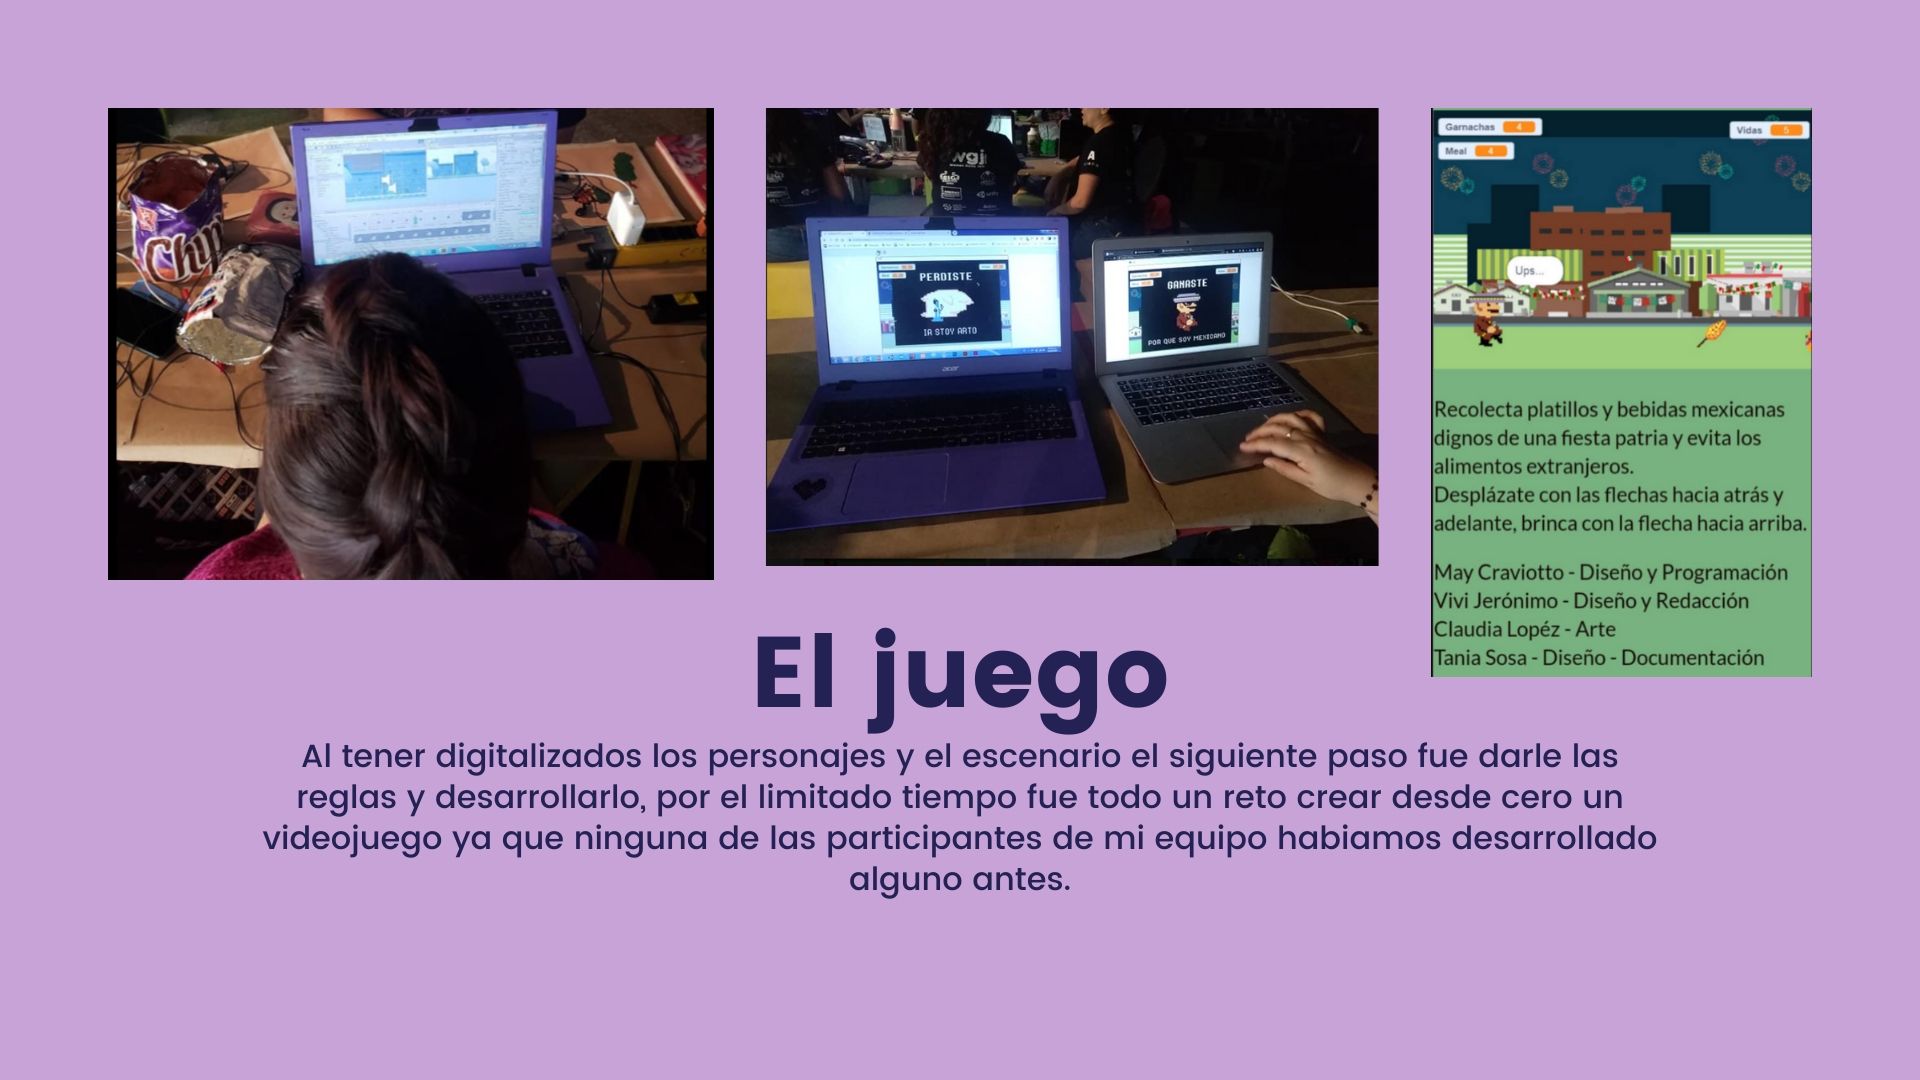 Chip
wgj
PERDISTE
IA STOY ARTO
acer
GANASTE
POR QUE SOY MEXICANO
Garnachas 4
Vidas 5
Meal 4
Ups...
Recolecta platillos y bebidas mexicanas
dignos de una fiesta patria y evita los
alimentos extranjeros.
Desplázate con las flechas hacia atrás y
adelante, brinca con la flecha hacia arriba.
May Craviotto - Diseño y Programación
Vivi Jerónimo - Diseño y Redacción
Claudia Lopéz - Arte
Tania Sosa - Diseño - Documentación
El juego
Al tener digitalizados los personajes y el escenario el siguiente paso fue darle las
reglas y desarrollarlo, por el limitado tiempo fue todo un reto crear desde cero un
videojuego ya que ninguna de las participantes de mi equipo habiamos desarrollado
alguno antes.